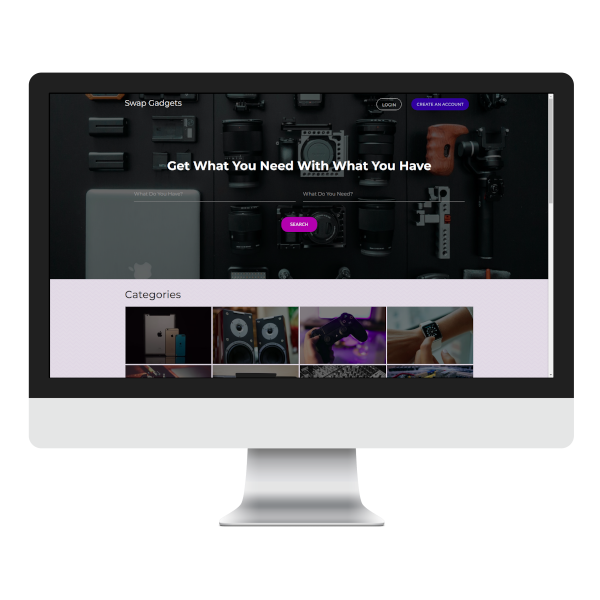 Swap Gadgets
LOGIN
CREATE AN ACCOUNT
Get What You Need With What You Have
What Do You Have?
What Do You Need?
SEARCH
Categories